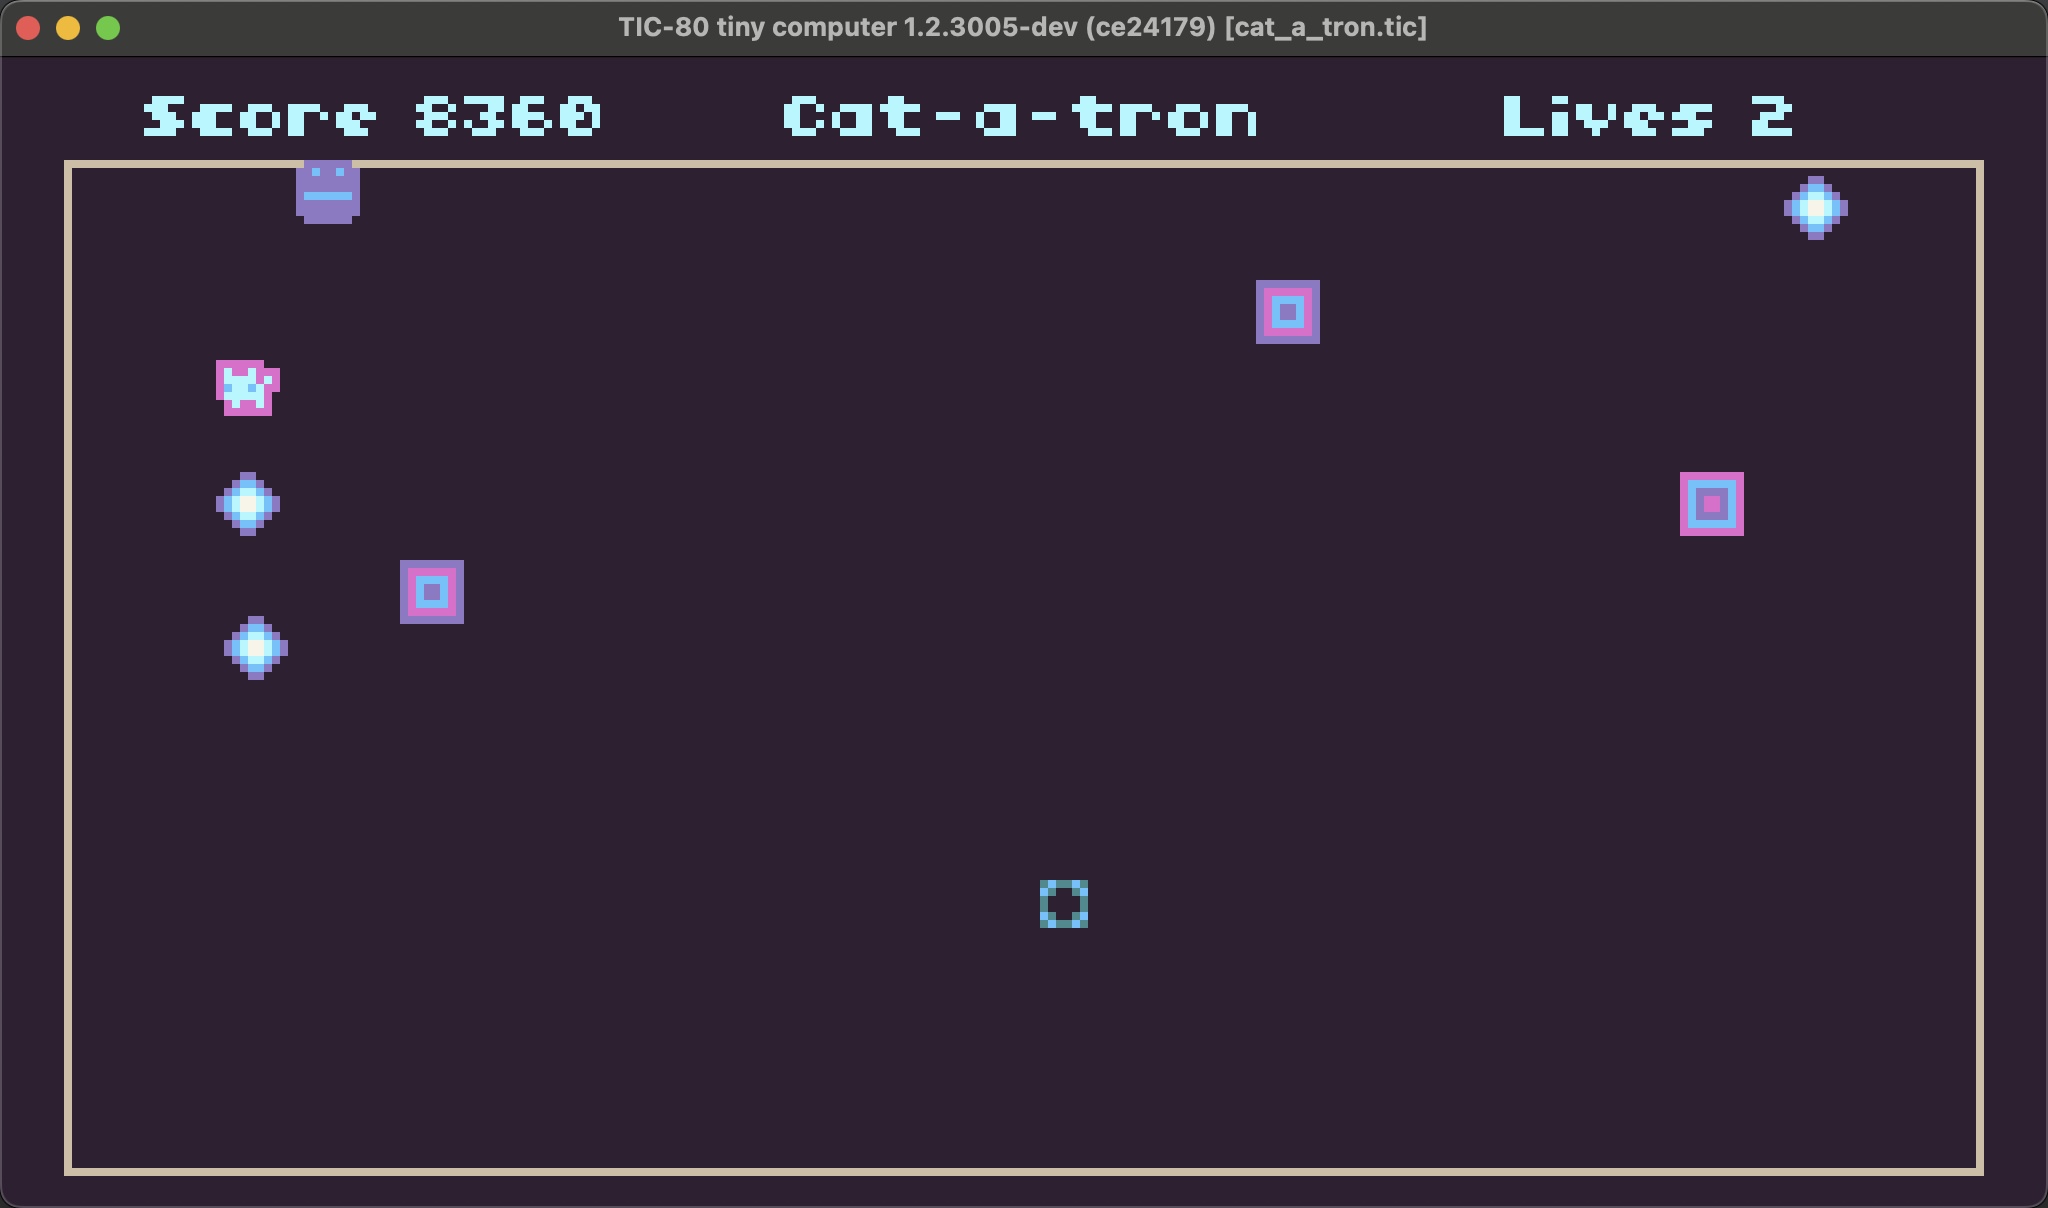 TIC-80 tiny computer 1.2.3005-dev (ce24179) [cat_a_tron.tic]
Score 8360 Cat-a-tron Lives 2